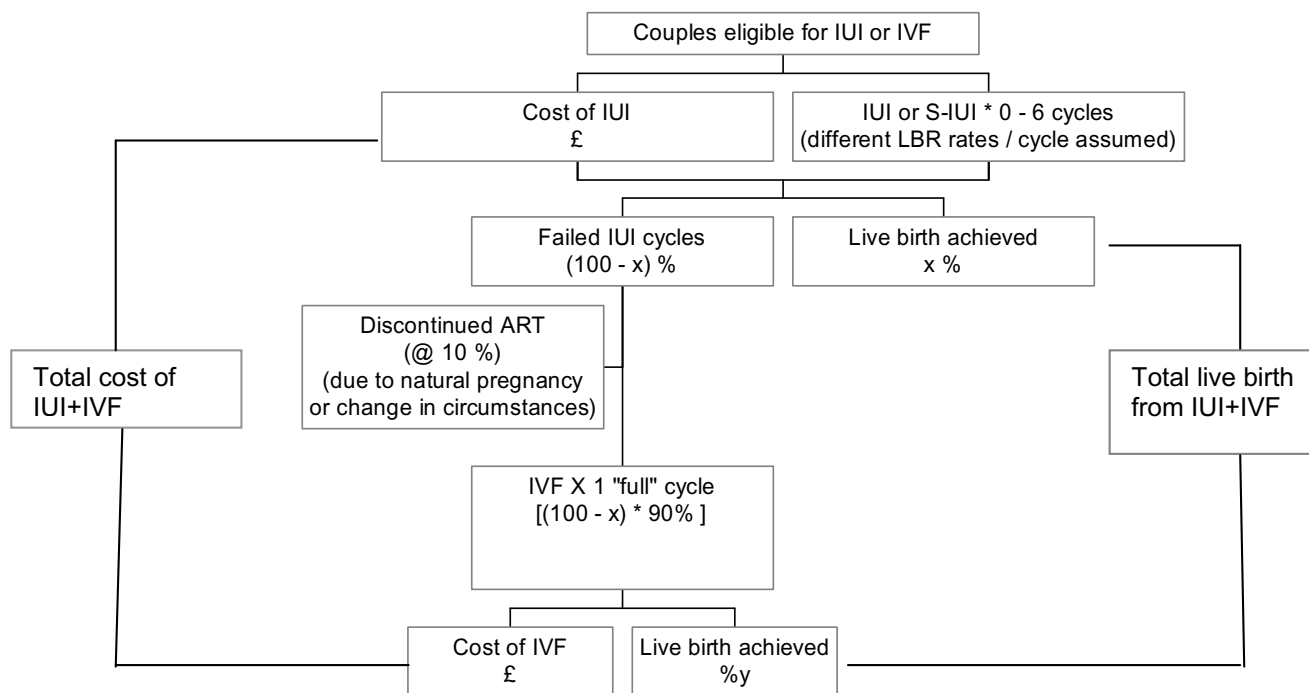 Couples eligible for IUI or IVF
Cost of IUI
£
IUI or S-IUI * 0 - 6 cycles
(different LBR rates / cycle assumed)
Failed IUI cycles
(100 - x) %
Live birth achieved
x %
Discontinued ART
(@ 10 %)
(due to natural pregnancy
or change in circumstances)
Total cost of
IUI+IVF
Total live birth
from IUI+IVF
IVF X 1 "full" cycle
[(100 - x) * 90% ]
Cost of IVF
£
Live birth achieved
%y